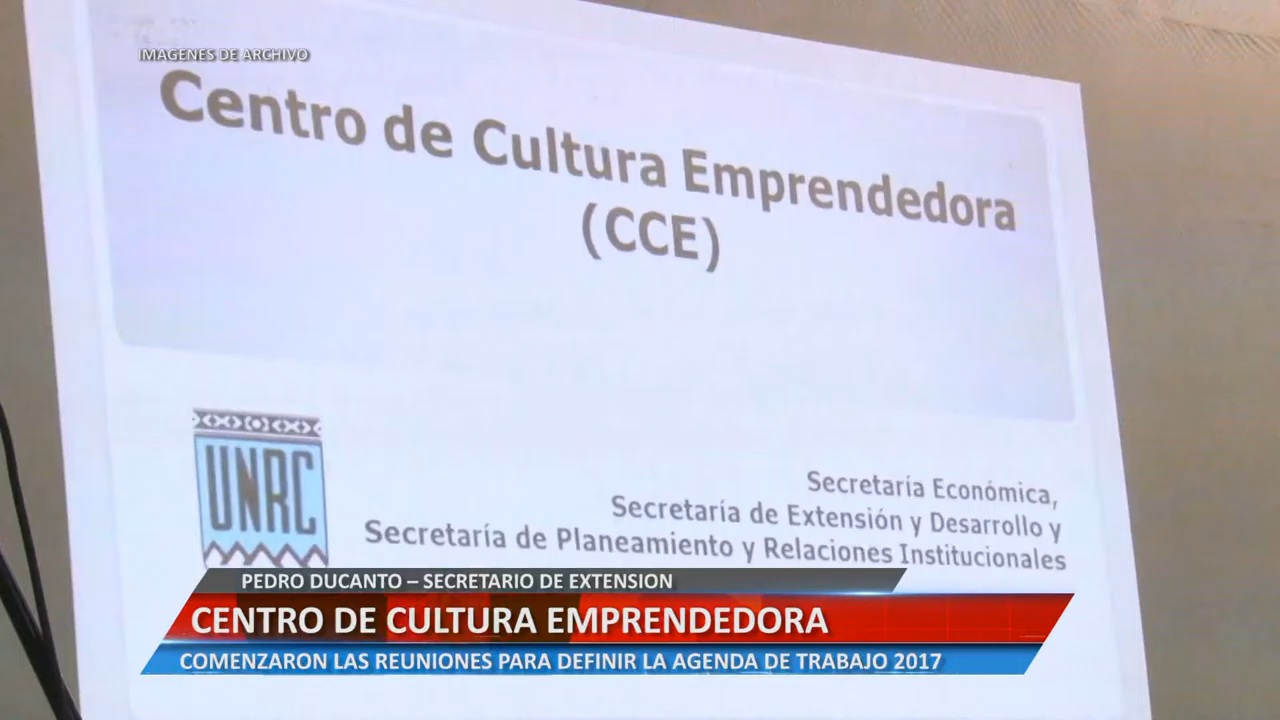 IMAGENES DE ARCHIVO
Centro de Cultura Emprendedora
(CCE)
UNRC
Secretaría Económica,
Secretaría de Extensión y Desarrollo y
Secretaría de Planeamiento y Relaciones Institucionales
PEDRO DUCANTO – SECRETARIO DE EXTENSION
CENTRO DE CULTURA EMPRENDEDORA
COMENZARON LAS REUNIONES PARA DEFINIR LA AGENDA DE TRABAJO 2017